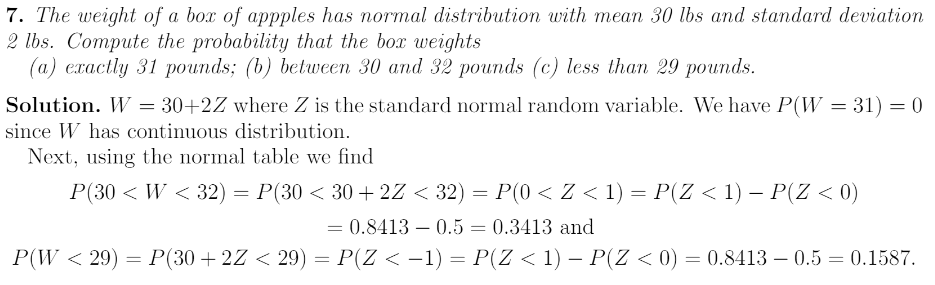 7. The weight of a box of appples has normal distribution with mean 30 lbs and standard deviation
2 lbs. Compute the probability that the box weights
(a) exactly 31 pounds; (b) between 30 and 32 pounds (c) less than 29 pounds.
Solution. W = 30+2Z where Z is the standard normal random variable. We have P(W = 31) = 0
since W has continuous distribution.
Next, using the normal table we find
P(30 < W < 32) = P(30 < 30 + 2Z < 32) = P(0 < Z < 1) = P(Z < 1) − P(Z < 0)
= 0.8413 − 0.5 = 0.3413 and
P(W < 29) = P(30 + 2Z < 29) = P(Z < −1) = P(Z < 1) − P(Z < 0) = 0.8413 − 0.5 = 0.1587.